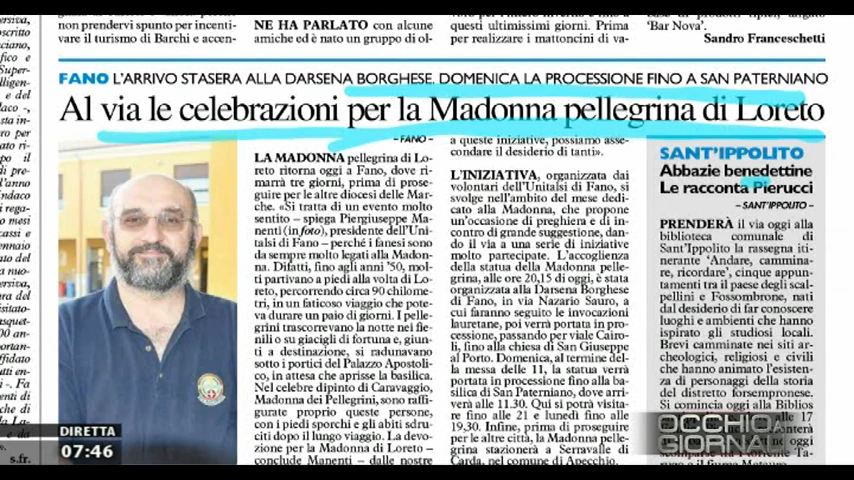 non prendervi spunto per incenti-
vare il turismo di Barchi e accen-
NE HA PARLATO con alcune
amiche ed è nato un gruppo di ol-
questi ultimissimi giorni. Prima
per realizzare i mattoncini di va-
'Bar Nova'.
Sandro Franceschetti
FANO L'ARRIVO STASERA ALLA DARSENA BORGHESE. DOMENICA LA PROCESSIONE FINO A SAN PATERNIANO
Al via le celebrazioni per la Madonna pellegrina di Loreto
– FANO –
LA MADONNA pellegrina di Lo-
reto ritorna oggi a Fano, dove ri-
marrà tre giorni, prima di prose-
guire per le altre diocesi delle Mar-
che. «Si tratta di un evento molto
sentito – spiega Piergiuseppe Ma-
nenti (in foto), presidente dell'Uni-
talsi di Fano – perché i fanesi sono
da sempre molto legati alla Madon-
na. Difatti, fino agli anni '50, mol-
ti partivano a piedi alla volta di Lo-
reto, percorrendo circa 90 chilome-
tri, in un faticoso viaggio che pote-
va durare un paio di giorni. I pelle-
grini trascorrevano la notte nei fie-
nili o su giacigli di fortuna e, giun-
ti a destinazione, si radunavano
sotto i portici del Palazzo Apostoli-
co, in attesa che aprisse la basilica.
Nel celebre dipinto di Caravaggio,
Madonna dei Pellegrini, sono raf-
figurate proprio queste persone,
con i piedi sporchi e gli abiti sdru-
citi dopo il lungo viaggio. La devo-
zione per la Madonna di Loreto –
conclude Manenti – dalle nostre
a queste iniziative, possiamo asse-
condare il desiderio di tanti».
L'INIZIATIVA, organizzata dai
volontari dell'Unitalsi di Fano, si
svolge nell'ambito del mese dedi-
cato alla Madonna, che propone
un'occasione di preghiera e di in-
contro di grande suggestione, dan-
do il via a una serie di iniziative
molto partecipate. L'accoglienza
della statua della Madonna pelle-
grina, alle ore 20,15 di oggi, è stata
organizzata alla Darsena Borghese
di Fano, in via Nazario Sauro, a
cui faranno seguito le invocazioni
lauretane, poi verrà portata in pro-
cessione, passando per viale Cairo-
li, fino alla chiesa di San Giuseppe
al Porto. Domenica, al termine del-
la messa delle 11, la statua verrà
portata in processione fino alla ba-
silica di San Paterniano, dove arri-
verà alle 11.30. Qui si potrà visita-
re fino alle 21 e lunedì fino alle
19.30. Infine, prima di proseguire
per le altre città, la Madonna pelle-
grina stazionerà a Serravalle di
Carda, nel comune di Apecchio.
SANT'IPPOLITO
Abbazie benedettine
Le racconta Pierucci
– SANT'IPPOLITO –
PRENDERÀ il via oggi alla
biblioteca comunale di
Sant'Ippolito la rassegna iti-
nerante 'Andare, cammina-
re, ricordare', cinque appun-
tamenti tra il paese degli scal-
pellini e Fossombrone, nati
dal desiderio di far conoscere
luoghi e ambienti che hanno
ispirato gli studiosi locali.
Brevi camminate nei siti ar-
cheologici, religiosi e civili
che hanno animato l'esisten-
za di personaggi della storia
del distretto forsempronese.
Si comincia oggi alla Biblios
alle 17
oggi
s.fr.
DIRETTA
07:46
OCCHIO
GIORNA